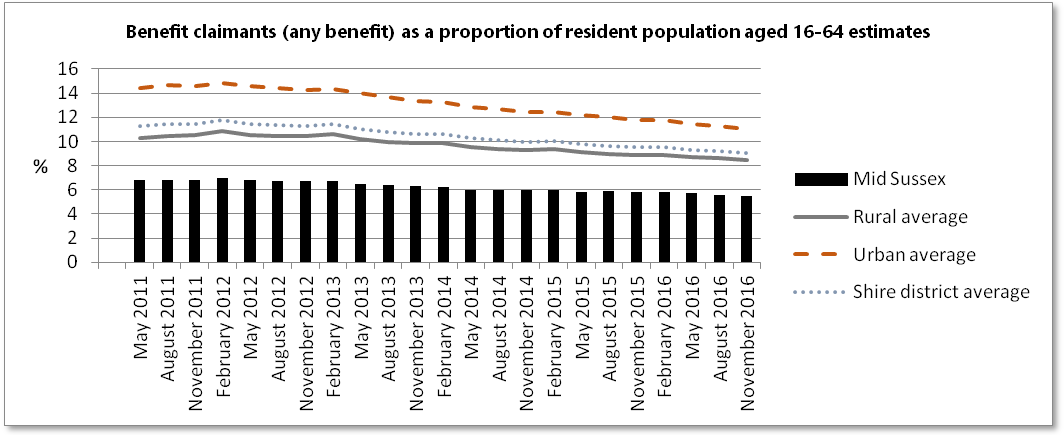 Benefit claimants (any benefit) as a proportion of resident population aged 16-64 estimates
16
14
12
10
8
6
4
2
0
%
May 2011
August 2011
November 2011
February 2012
May 2012
August 2012
November 2012
February 2013
May 2013
August 2013
November 2013
February 2014
May 2014
August 2014
November 2014
February 2015
May 2015
August 2015
November 2015
February 2016
May 2016
August 2016
November 2016
Mid Sussex
Rural average
Urban average
Shire district average